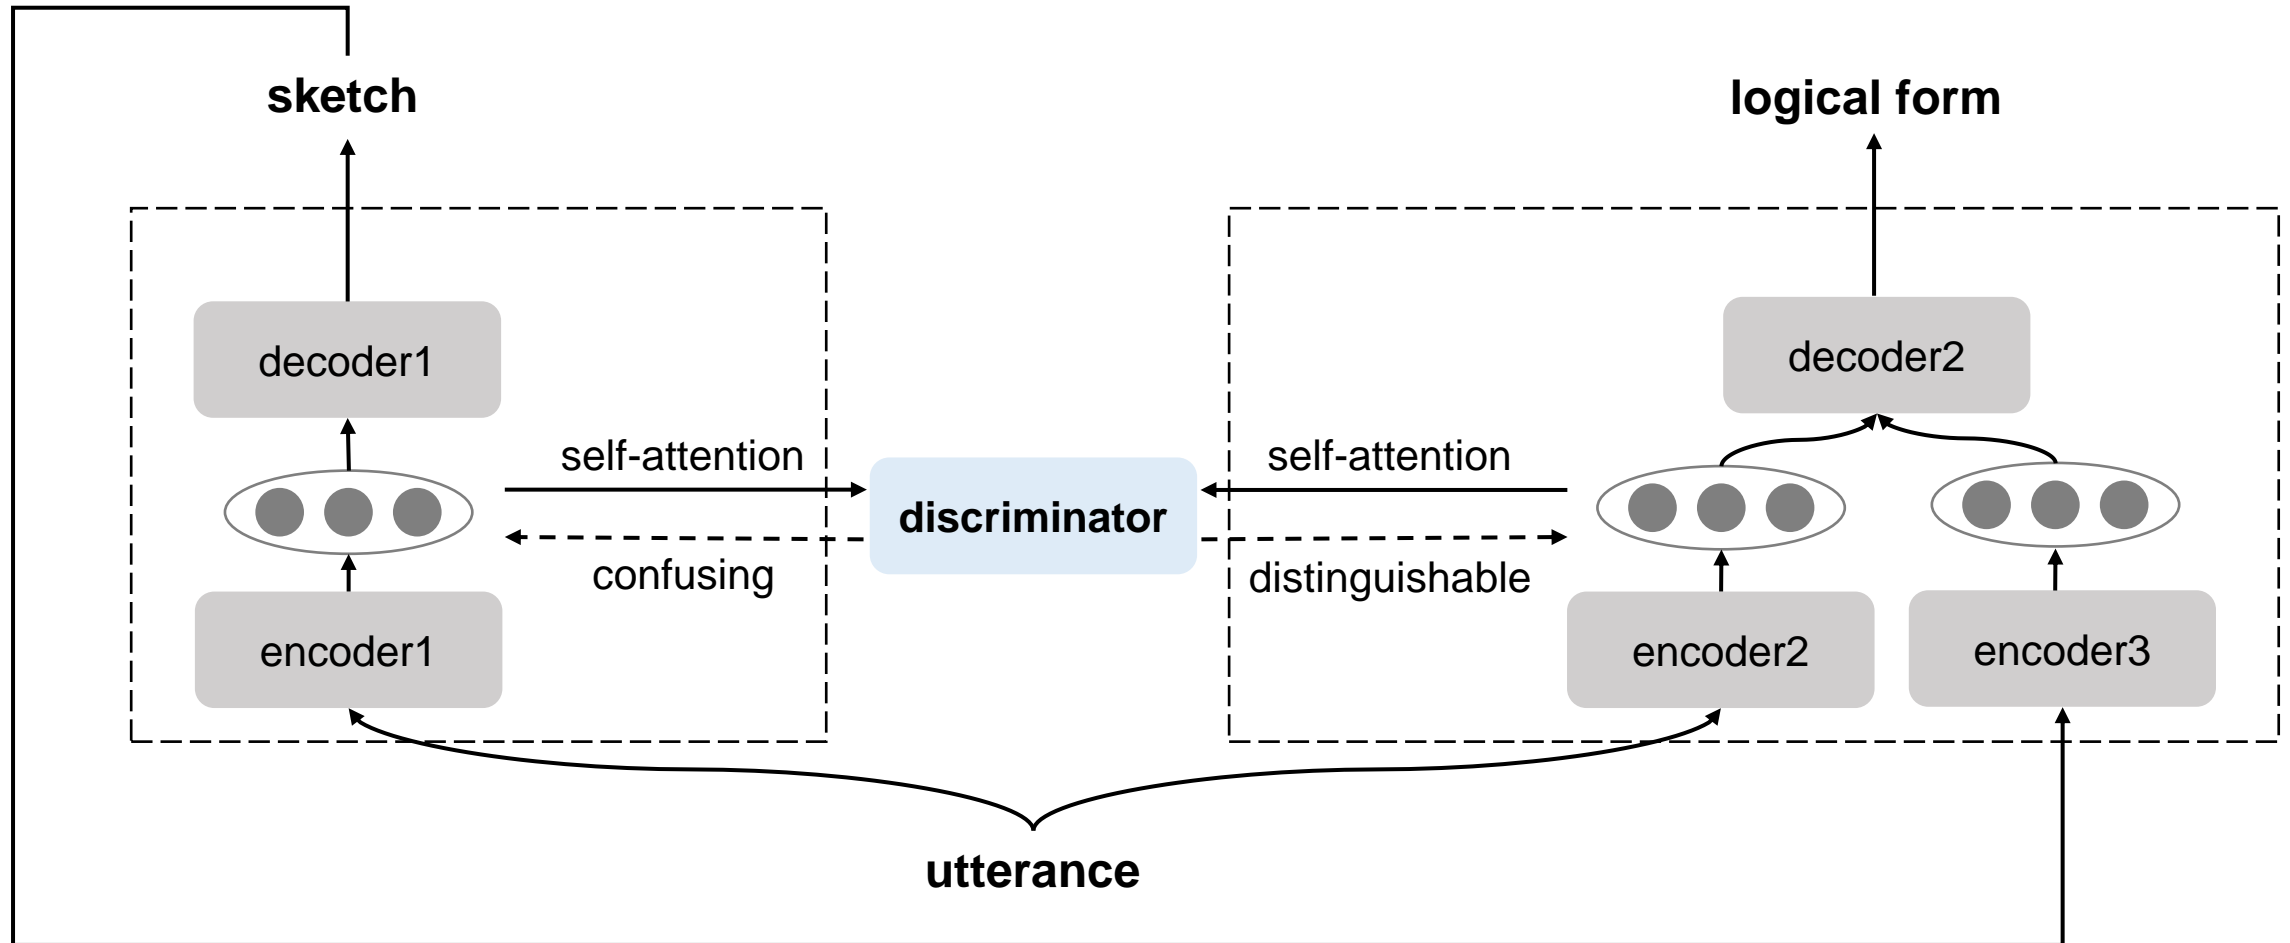 sketch
logical form
decoder1
decoder2
self-attention
self-attention
discriminator
confusing
distinguishable
encoder1
encoder2
encoder3
utterance